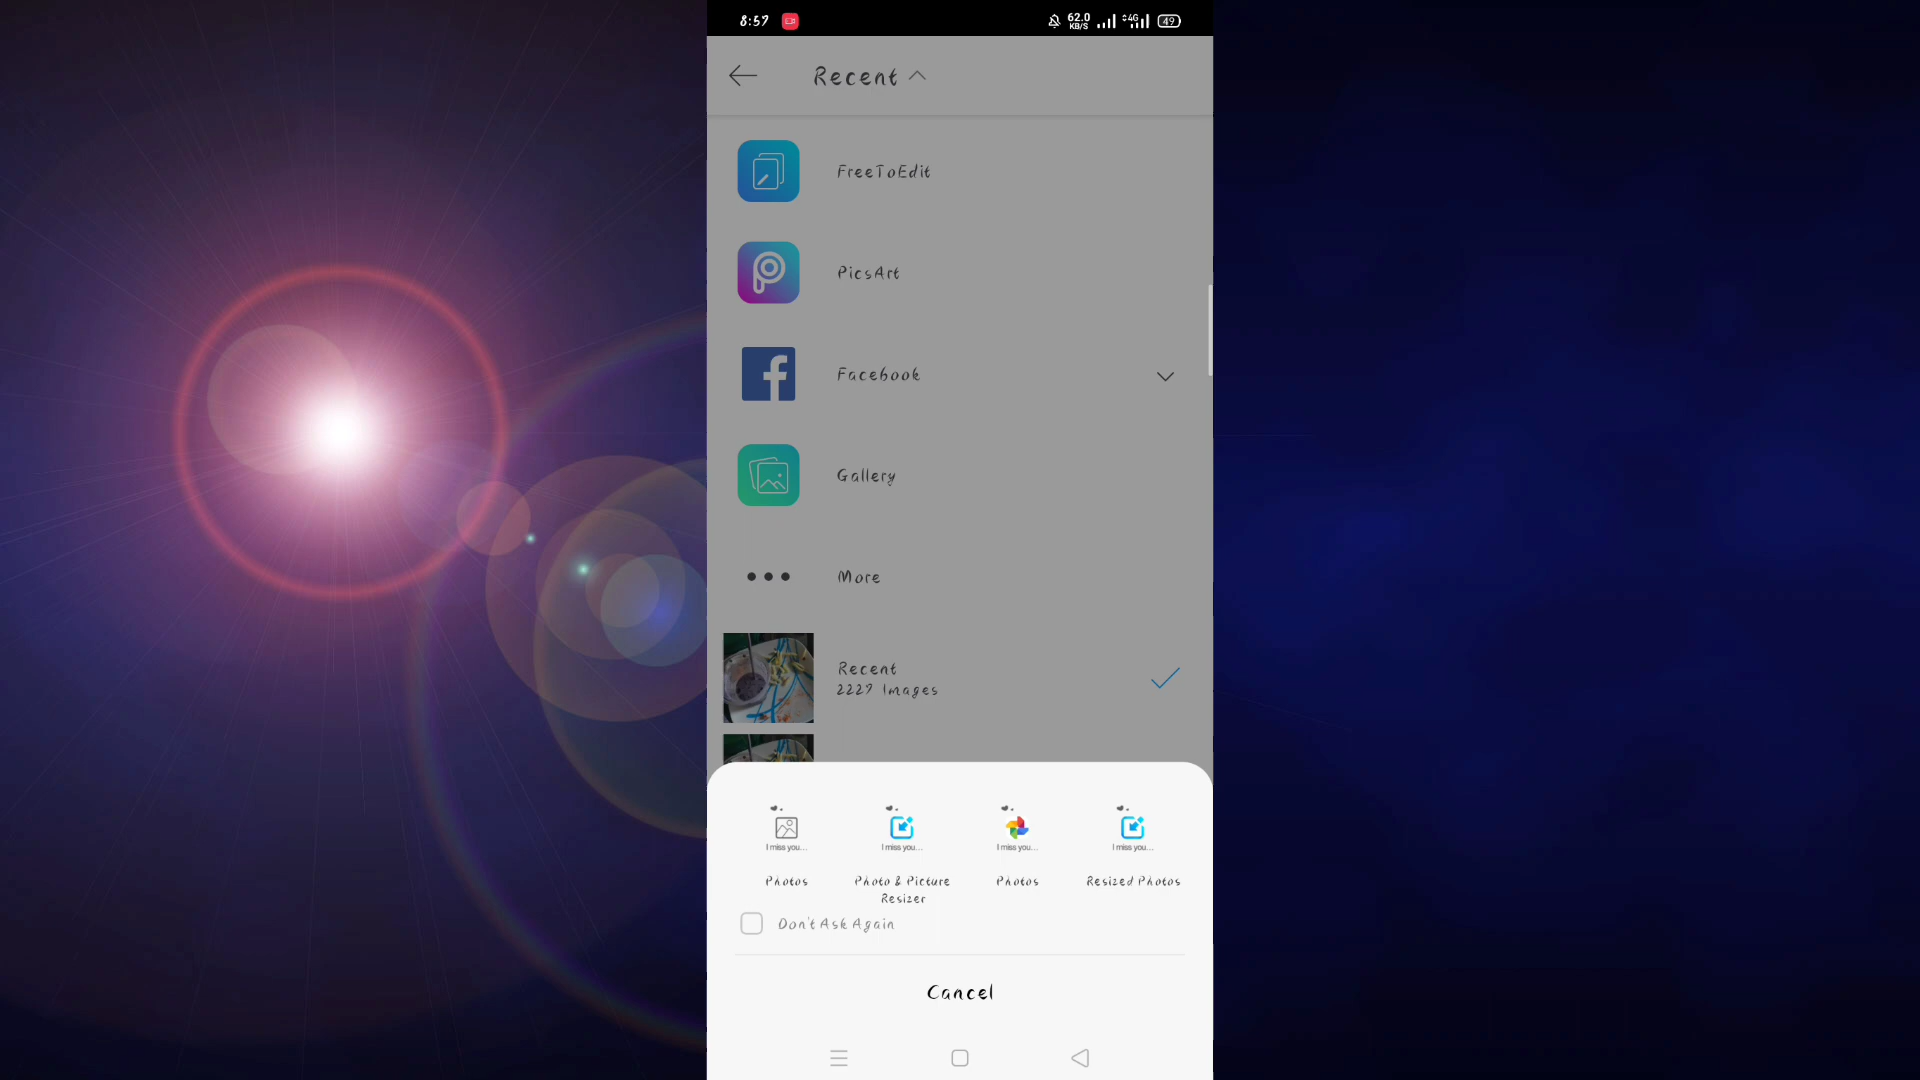 8:57
62.0
KB/S
4G
49
Recent
FreeToEdit
PicsArt
Facebook
Gallery
More
Recent
2227 Images
I miss you...
I miss you...
I miss you...
I miss you...
Photos
Photo & Picture
Resizer
Photos
Resized Photos
Don't Ask Again
Cancel